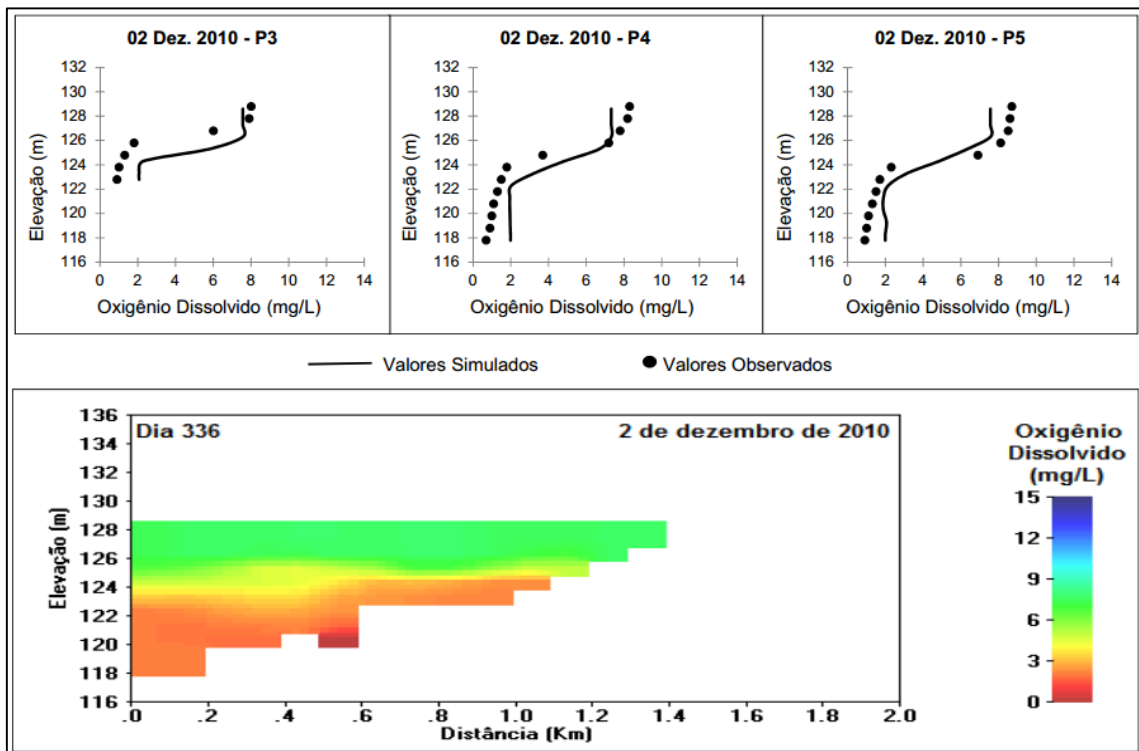 02 Dez. 2010 - P3
132
130
128
126
124
122
120
118
116
Elevação (m)
0 2 4 6 8 10 12 14
Oxigênio Dissolvido (mg/L)
02 Dez. 2010 - P4
132
130
128
126
124
122
120
118
116
Elevação (m)
0 2 4 6 8 10 12 14
Oxigênio Dissolvido (mg/L)
02 Dez. 2010 - P5
132
130
128
126
124
122
120
118
116
Elevação (m)
0 2 4 6 8 10 12 14
Oxigênio Dissolvido (mg/L)
Valores Simulados
Valores Observados
Dia 336
2 de dezembro de 2010
136
134
132
130
128
126
124
122
120
118
116
Elevação (m)
.0 .2 .4 .6 .8 1.0 1.2 1.4 1.6 1.8 2.0
Distância (Km)
Oxigênio
Dissolvido
(mg/L)
15
12
9
6
3
0